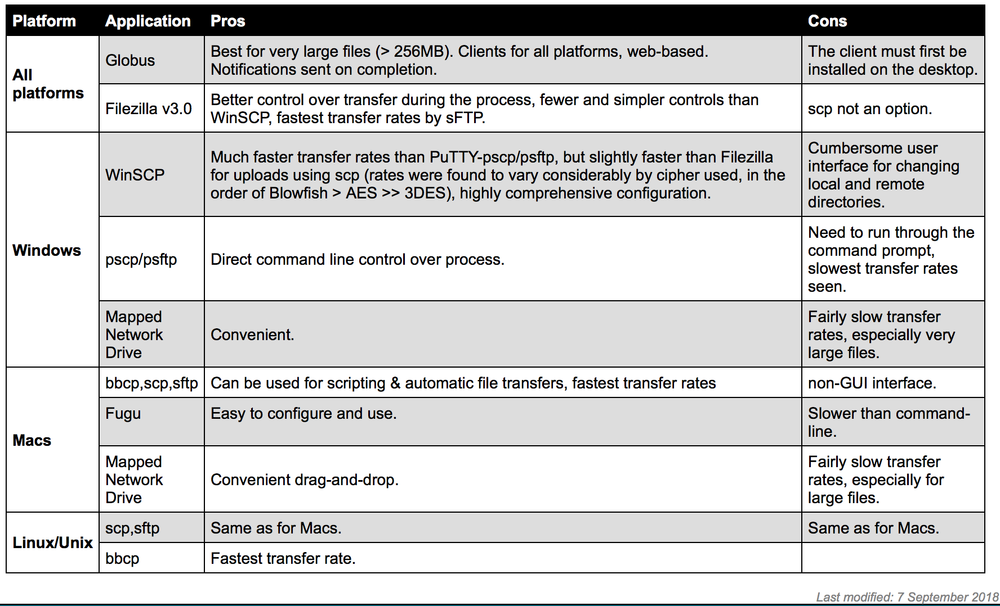 Platform Application Pros Cons
All platforms
Globus
Best for very large files (> 256MB). Clients for all platforms, web-based.
Notifications sent on completion.
The client must first be
installed on the desktop.
Filezilla v3.0
Better control over transfer during the process, fewer and simpler controls than
WinSCP, fastest transfer rates by sFTP.
scp not an option.
Windows
WinSCP
Much faster transfer rates than PuTTY-pscp/psftp, but slightly faster than Filezilla
for uploads using scp (rates were found to vary considerably by cipher used, in the
order of Blowfish > AES >> 3DES), highly comprehensive configuration.
Cumbersome user
interface for changing
local and remote
directories.
pscp/psftp
Direct command line control over process.
Need to run through the
command prompt,
slowest transfer rates
seen.
Mapped
Network
Drive
Convenient.
Fairly slow transfer
rates, especially very
large files.
Macs
bbcp,scp,sftp
Can be used for scripting & automatic file transfers, fastest transfer rates
non-GUI interface.
Fugu
Easy to configure and use.
Slower than command-
line.
Mapped
Network
Drive
Convenient drag-and-drop.
Fairly slow transfer
rates, especially for
large files.
Linux/Unix
scp,sftp
Same as for Macs.
Same as for Macs.
bbcp
Fastest transfer rate.
Last modified: 7 September 2018